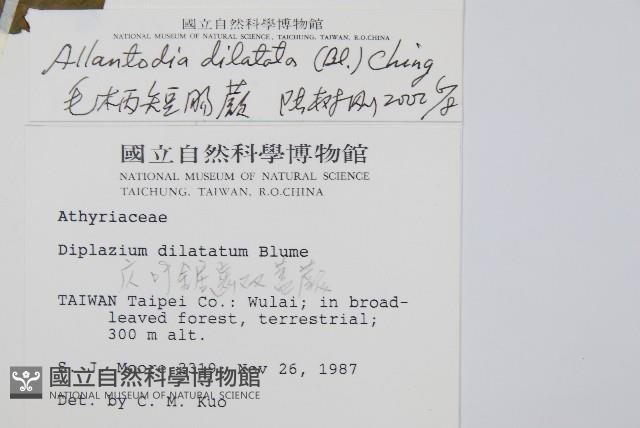 國立自然科學博物館
NATIONAL MUSEUM OF NATURAL SCIENCE, TAICHUNG, TAIWAN, R.O.CHINA
Allantodia dilatata (Bl.) Ching
毛柄短腸蕨 2002
國立自然科學博物館
NATIONAL MUSEUM OF NATURAL SCIENCE
TAICHUNG, TAIWAN, R.O.CHINA
Athyriaceae
Diplazium dilatatum Blume
TAIWAN Taipei Co.: Wulai; in broad-
leaved forest, terrestrial;
300 m alt.
S. J. Moore 3319, Nov 26, 1987
國立自然科學博物館
NATIONAL MUSEUM OF NATURAL SCIENCE
Det. by C. M. Kuo